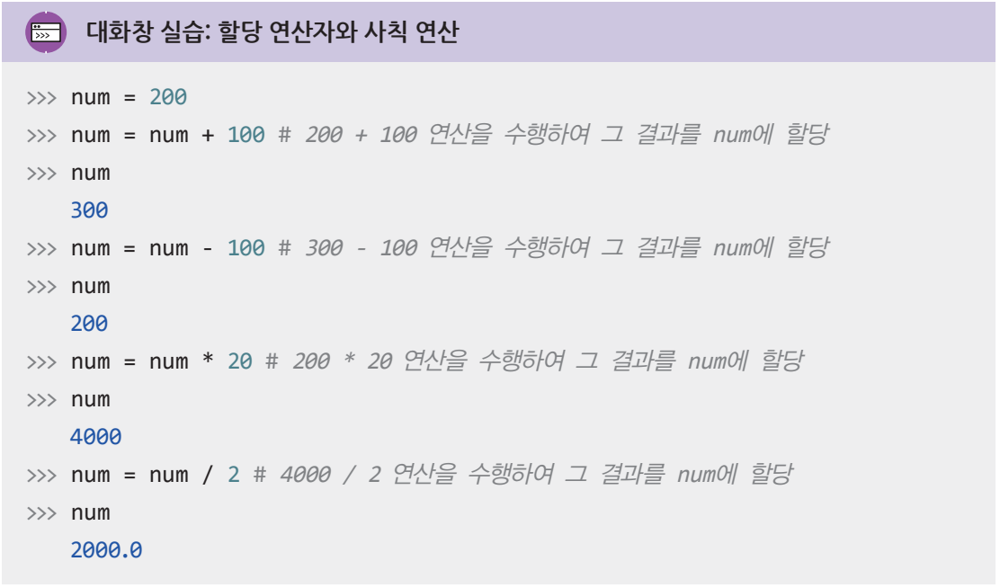 대화창 실습: 할당 연산자와 사칙 연산
>>> num = 200
>>> num = num + 100 # 200 + 100 연산을 수행하여 그 결과를 num에 할당
>>> num
300
>>> num = num - 100 # 300 - 100 연산을 수행하여 그 결과를 num에 할당
>>> num
200
>>> num = num * 20 # 200 * 20 연산을 수행하여 그 결과를 num에 할당
>>> num
4000
>>> num = num / 2 # 4000 / 2 연산을 수행하여 그 결과를 num에 할당
>>> num
2000.0